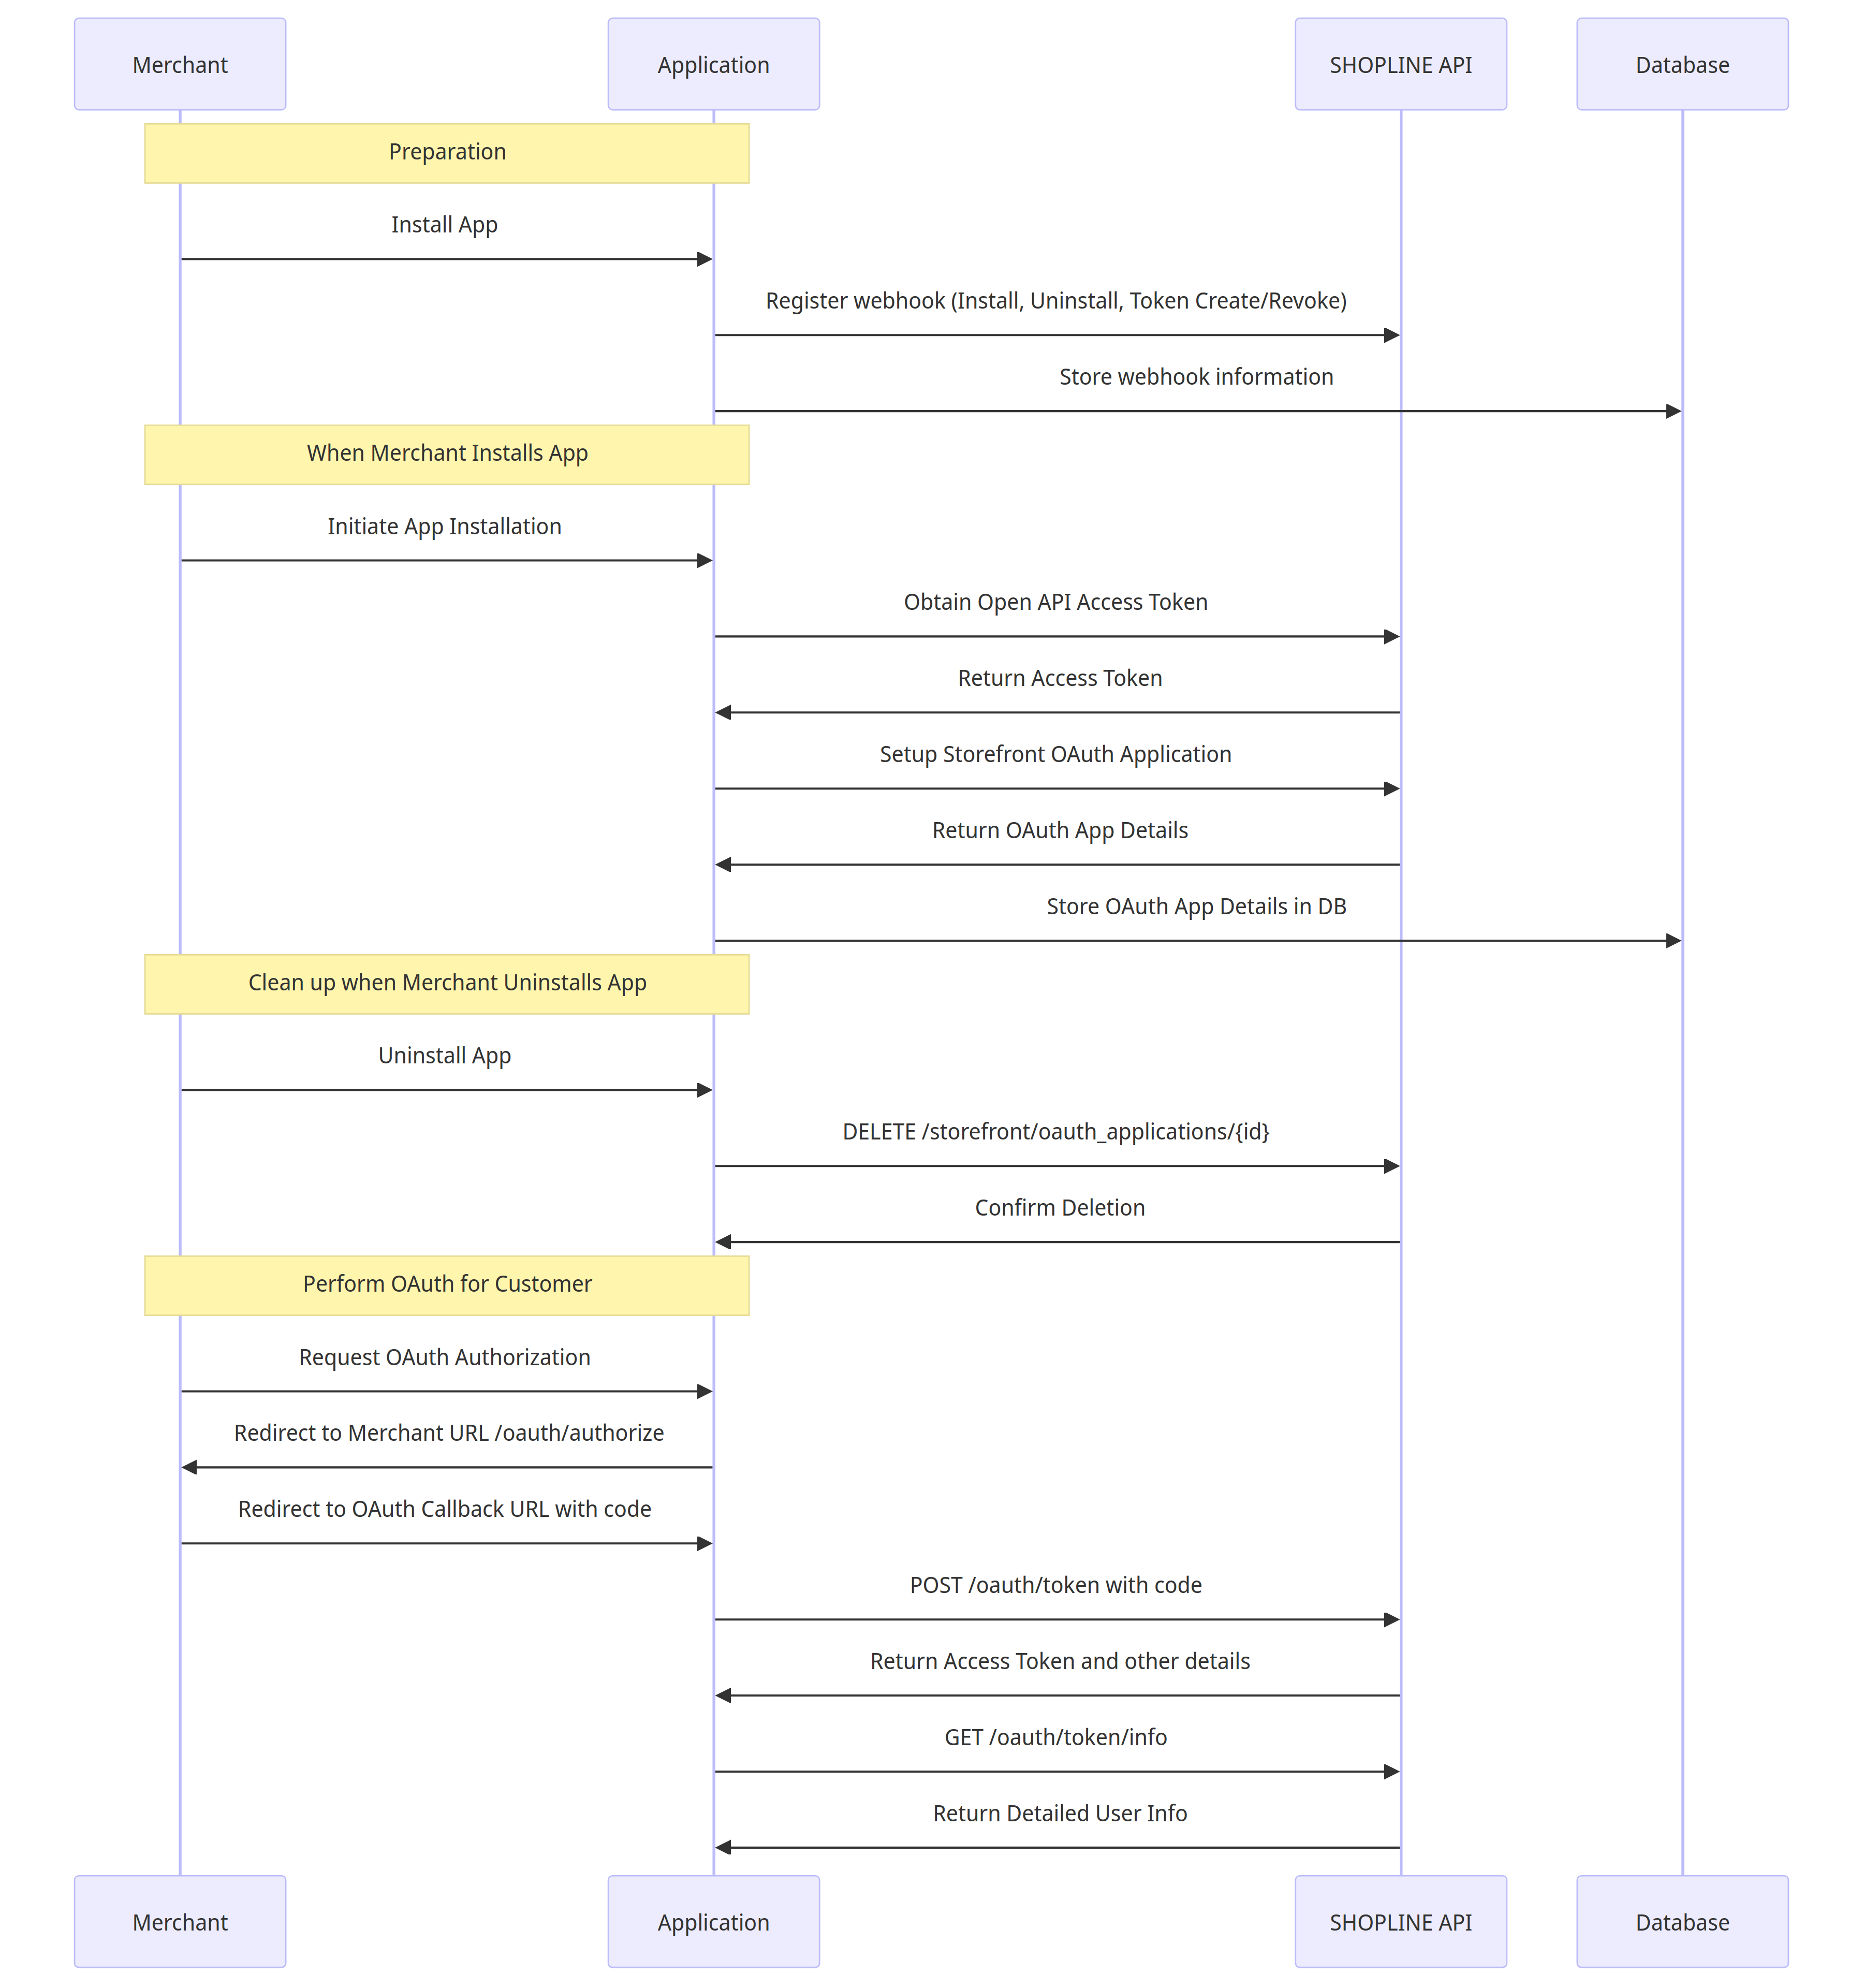 Merchant
Application
SHOPLINE API
Database
Preparation
Install App
Register webhook (Install, Uninstall, Token Create/Revoke)
Store webhook information
When Merchant Installs App
Initiate App Installation
Obtain Open API Access Token
Return Access Token
Setup Storefront OAuth Application
Return OAuth App Details
Store OAuth App Details in DB
Clean up when Merchant Uninstalls App
Uninstall App
DELETE /storefront/oauth_applications/{id}
Confirm Deletion
Perform OAuth for Customer
Request OAuth Authorization
Redirect to Merchant URL /oauth/authorize
Redirect to OAuth Callback URL with code
POST /oauth/token with code
Return Access Token and other details
GET /oauth/token/info
Return Detailed User Info
Merchant
Application
SHOPLINE API
Database